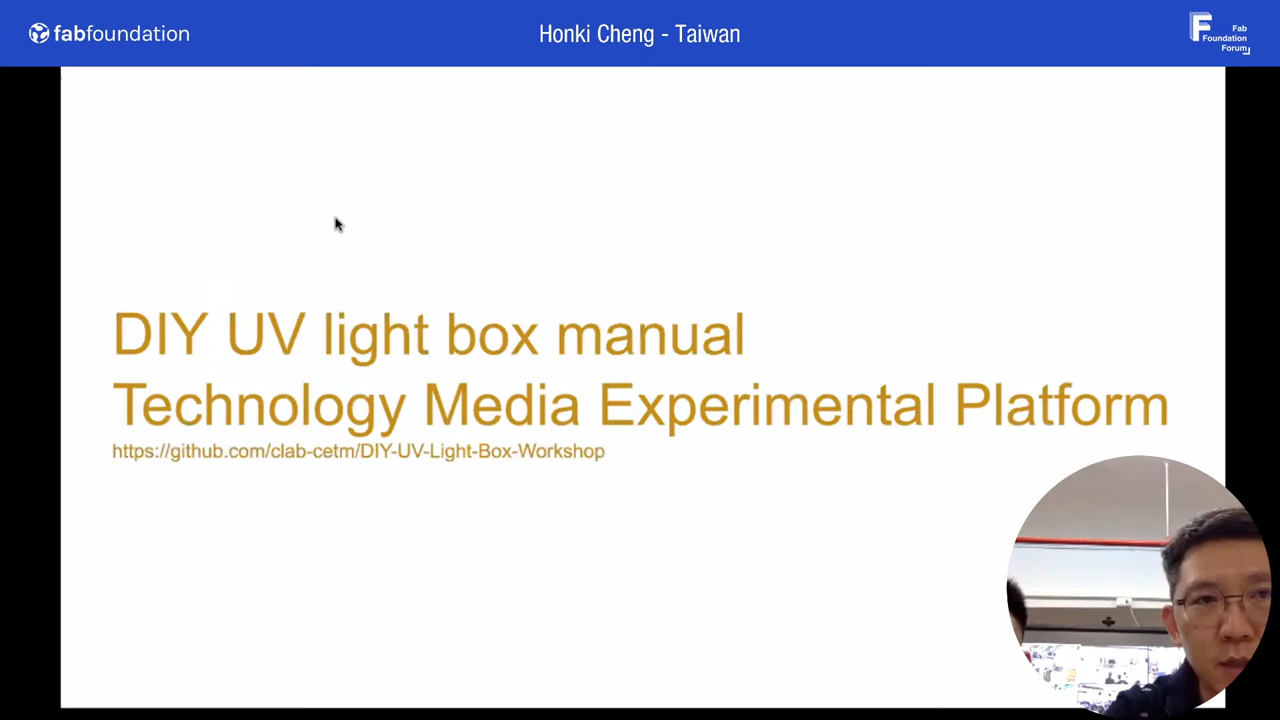 fabfoundation
Honki Cheng - Taiwan
Fab
Foundation
Forum
DIY UV light box manual
Technology Media Experimental Platform
https://github.com/clab-cetm/DIY-UV-Light-Box-Workshop